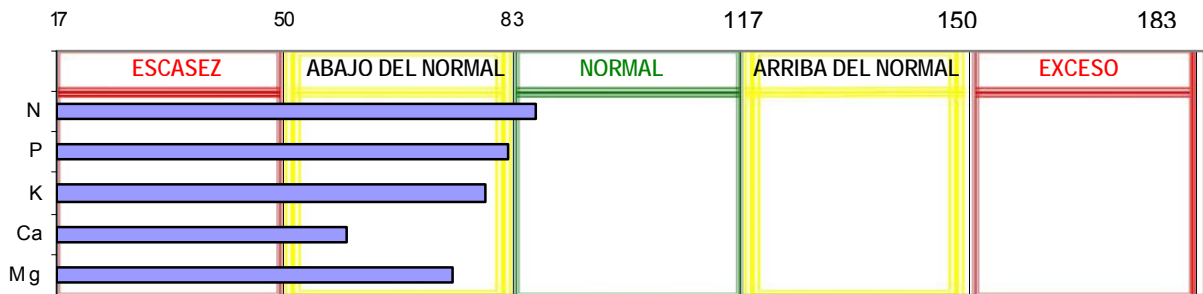 17 50 83 117 150 183
ESCASEZ ABAJO DEL NORMAL NORMAL ARRIBA DEL NORMAL EXCESO
N
P
K
Ca
Mg